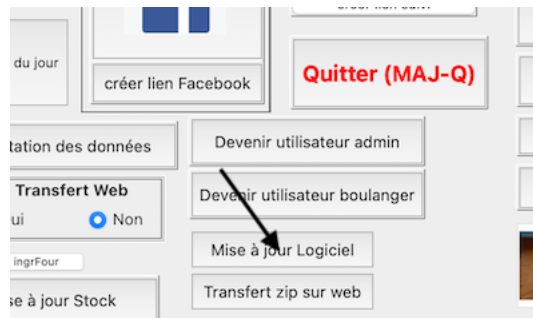 du jour
créer lien Facebook
Quitter (MAJ-Q)
tation des données
Devenir utilisateur admin
Transfert Web
ui
Non
Devenir utilisateur boulanger
Mise à jour Logiciel
ingrFour
Transfert zip sur web
se à jour Stock